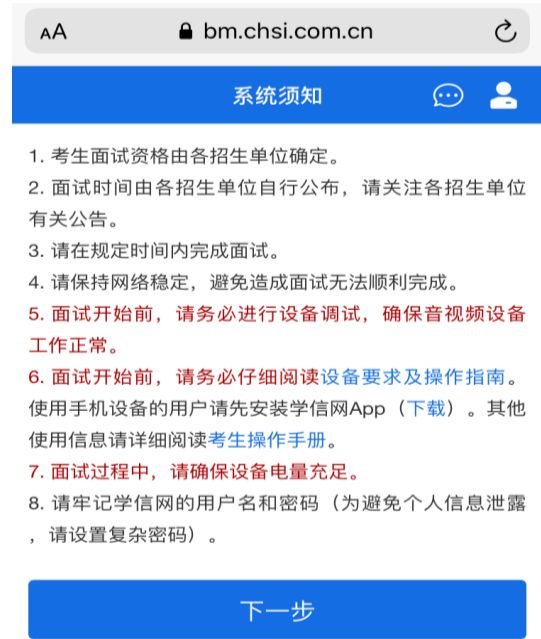 AA bm.chsi.com.cn
系统须知
1. 考生面试资格由各招生单位确定。
2. 面试时间由各招生单位自行公布，请关注各招生单位
有关公告。
3. 请在规定时间内完成面试。
4. 请保持网络稳定，避免造成面试无法顺利完成。
5. 面试开始前，请务必进行设备调试，确保音视频设备
工作正常。
6. 面试开始前，请务必仔细阅读设备要求及操作指南。
使用手机设备的用户请先安装学信网App（下载）。其他
使用信息请详细阅读考生操作手册。
7. 面试过程中，请确保设备电量充足。
8. 请牢记学信网的用户名和密码（为避免个人信息泄露
，请设置复杂密码）。
下一步